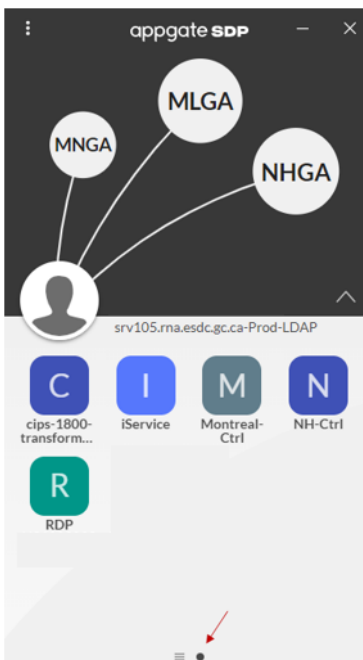 appgate SDP
MLGA
MNGA
NHGA
srv105.rna.esdc.gc.ca-Prod-LDAP
C
I
M
N
cips-1800-
transform...
iService
Montreal-
Ctrl
NH-Ctrl
R
RDP